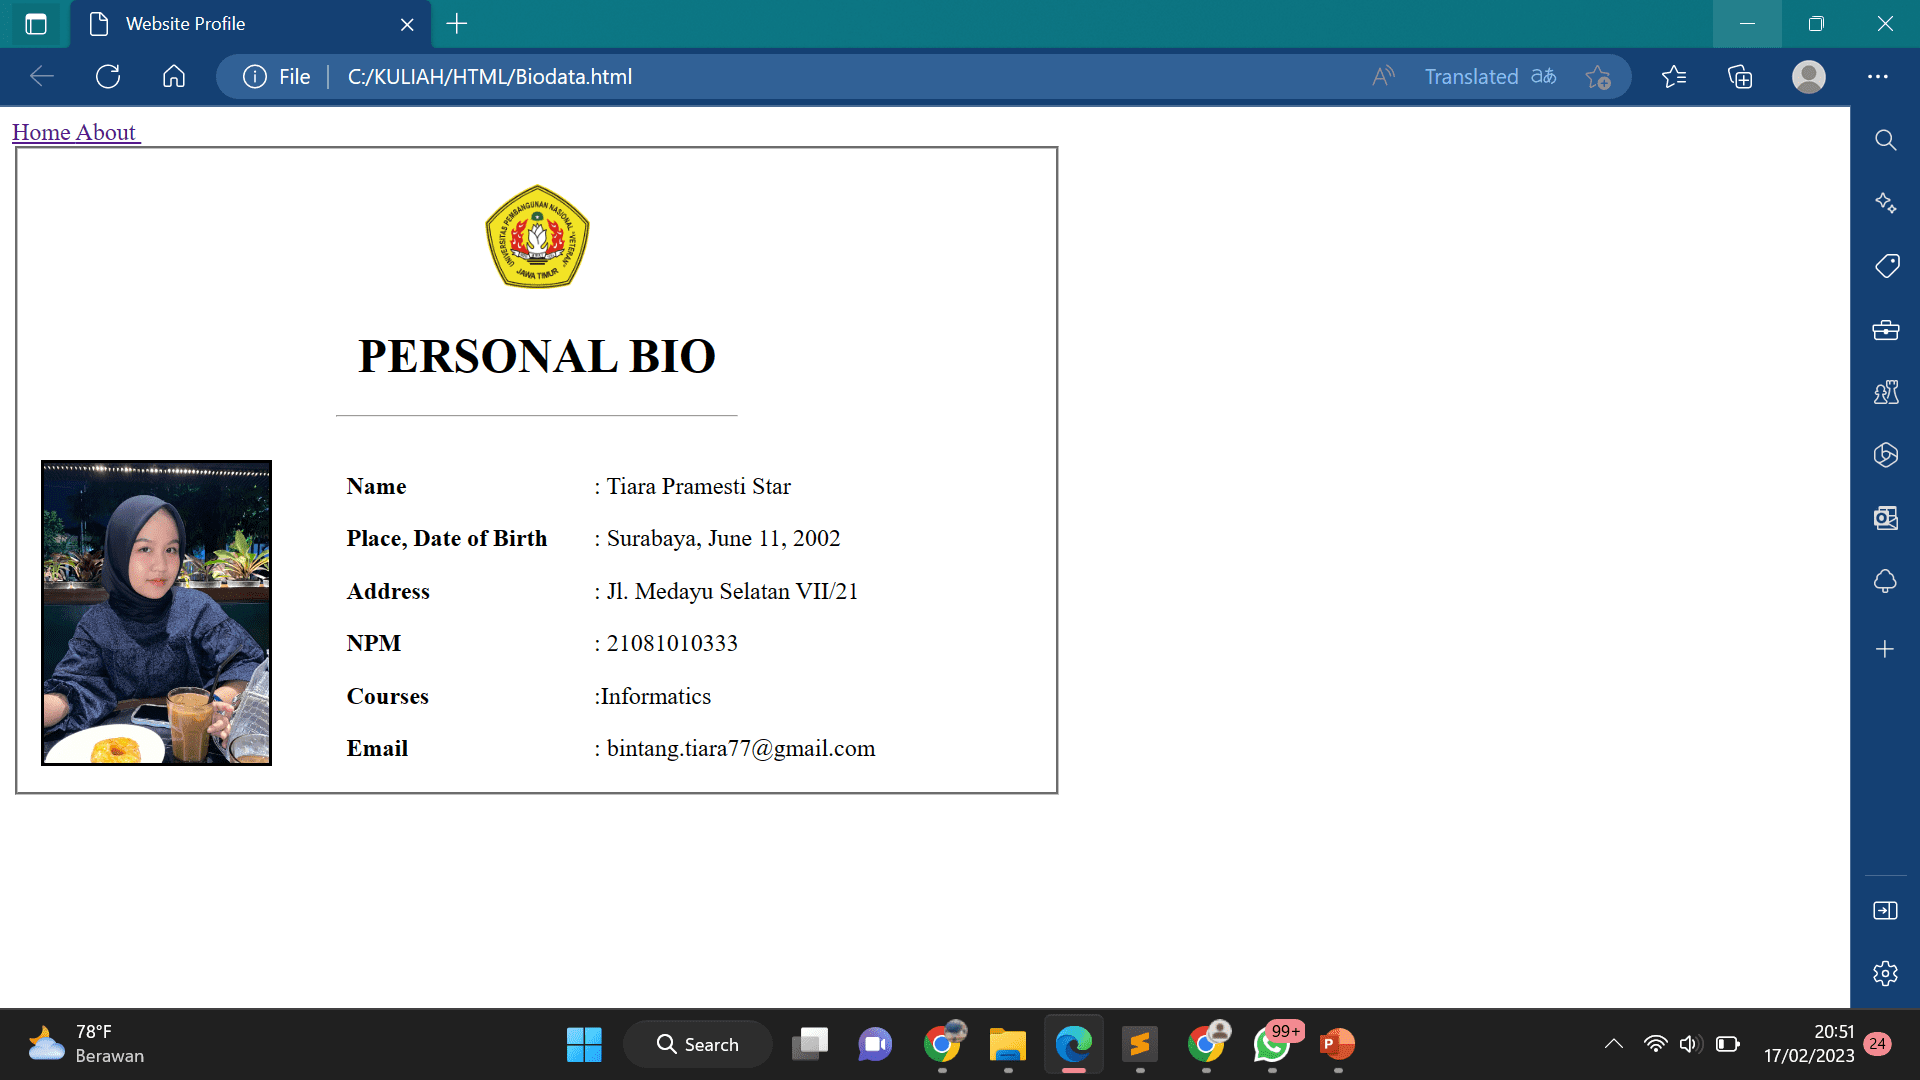 Website Profile
File
C:/KULIAH/HTML/Biodata.html
Translated
Home About
UNIVERSITAS PEMBANGUNAN NASIONAL "VETERAN"
JAWA TIMUR
PERSONAL BIO
Name : Tiara Pramesti Star
Place, Date of Birth : Surabaya, June 11, 2002
Address : Jl. Medayu Selatan VII/21
NPM : 21081010333
Courses :Informatics
Email : bintang.tiara77@gmail.com
78°F
Berawan
Search
99+
20:51
17/02/2023
24